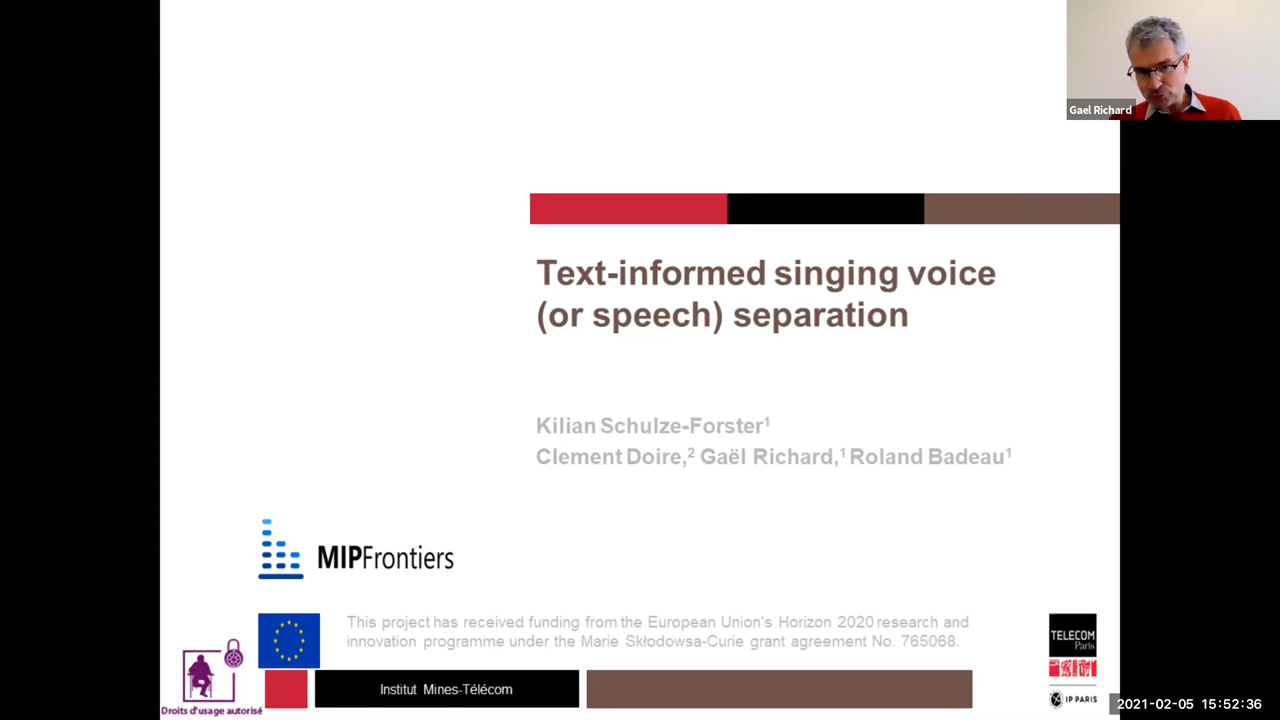 Gael Richard
Text-informed singing voice
(or speech) separation
Kilian Schulze-Forster¹
Clement Doire,² Gaël Richard,¹ Roland Badeau¹
MIPFrontiers
This project has received funding from the European Union's Horizon 2020 research and
innovation programme under the Marie Skłodowsa-Curie grant agreement No. 765068.
TELECOM
Paris
Institut Mines-Télécom
IP PARIS
Droits d'usage autorisé
2021-02-05 15:52:36